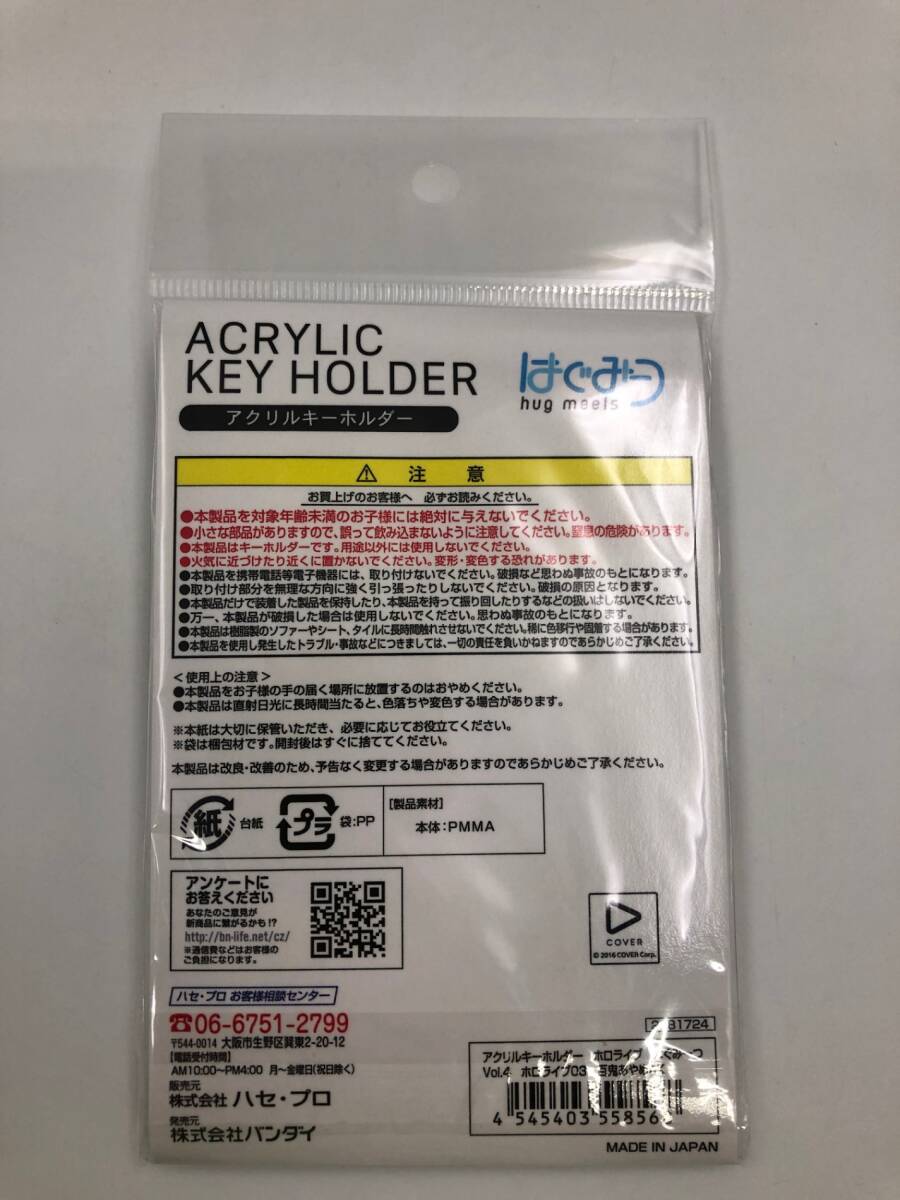 ACRYLIC
KEY HOLDER
アクリルキーホルダー
はぐみーつ
hug meets
⚠ 注 意
お買上げのお客様へ 必ずお読みください。
●本製品を対象年齢未満のお子様には絶対に与えないでください。
●小さな部品がありますので、誤って飲み込まないように注意してください。窒息の危険があります。
●本製品はキーホルダーです。用途以外には使用しないでください。
●火気に近づけたり近くに置かないでください。変形・変色する恐れがあります。
●本製品を携帯電話等電子機器には、取り付けないでください。破損など思わぬ事故のもとになります。
●取り付け部分を無理な方向に強く引っ張ったりしないでください。破損の原因となります。
●本製品だけで装着した製品を保持したり、本製品を持って振り回したりするなどの扱いはしないでください。
●万一、本製品が破損した場合は使用しないでください。思わぬ事故のもとになります。
●本製品は樹脂製のソファーやシート、タイルに長時間触れさせないでください。稀に色移行や固着する場合があります。
●本製品を使用し発生したトラブル・事故などにつきましては、一切の責任を負いかねますのであらかじめご了承ください。
＜使用上の注意＞
●本製品をお子様の手の届く場所に放置するのはおやめください。
●本製品は直射日光に長時間当たると、色落ちや変色する場合があります。
※本紙は大切に保管いただき、必要に応じてお役立てください。
※袋は梱包材です。開封後はすぐに捨ててください。
本製品は改良・改善のため、予告なく変更する場合がありますのであらかじめご了承ください。
紙 台紙
プラ 袋:PP
[製品素材]
本体:PMMA
アンケートに
お答えください
あなたのご意見が
新商品に繋がるかも!?
http://bn-life.net/cz/
※通信費などはお客様の
ご負担になります。
COVER
© 2016 COVER Corp.
ハセ・プロ お客様相談センター
☎06-6751-2799
〒544-0014 大阪市生野区巽東2-20-12
【電話受付時間】
AM10:00〜PM4:00 月〜金曜日(祝日除く)
販売元
株式会社 ハセ・プロ
発売元
株式会社バンダイ
31724
アクリルキーホルダー ホロライブ ぐみーつ
Vol.4 ホロライブ03 百鬼あやめ
4 545403 55856
MADE IN JAPAN